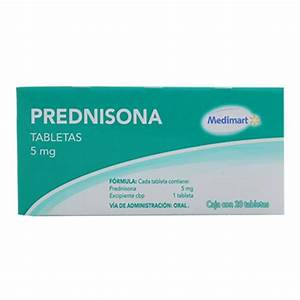 PREDNISONA
TABLETAS
5 mg
Medimart
FÓRMULA: Cada tableta contiene:
Prednisona 5 mg
Excipiente cbp 1 tableta
VÍA DE ADMINISTRACIÓN: ORAL.
Caja con 20 tabletas